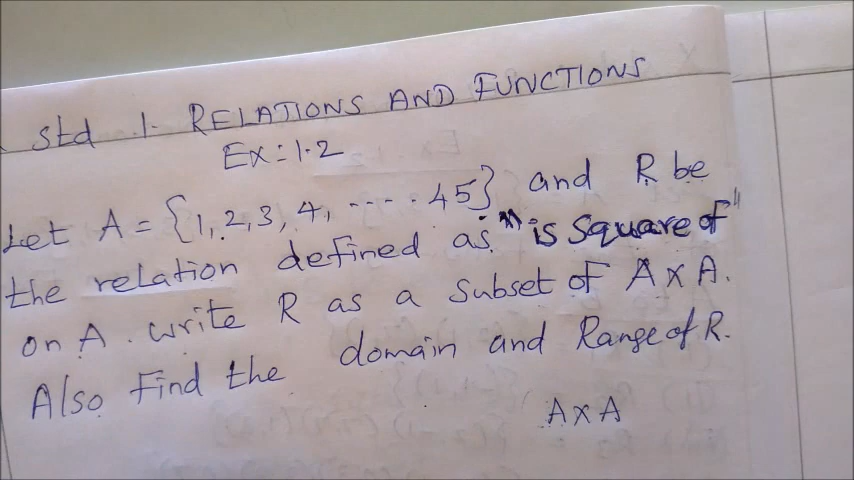 std 1. RELATIONS AND FUNCTIONS
Ex: 1.2
Let A = {1, 2, 3, 4, ..... 45} and R be
the relation defined as " is square of "
on A. write R as a subset of A x A.
Also find the domain and Range of R.
A x A